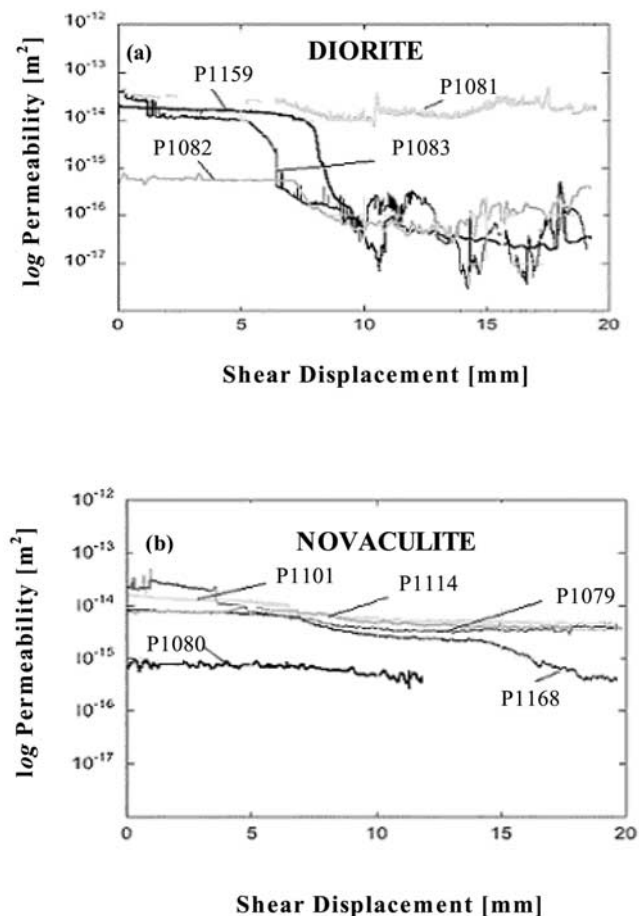 (a) DIORITE
10-12
10-13
10-14
10-15
10-16
10-17
log Permeability [m2]
P1159
P1081
P1082
P1083
0 5 10 15 20
Shear Displacement [mm]
(b) NOVACULITE
10-12
10-13
10-14
10-15
10-16
10-17
log Permeability [m2]
P1101
P1114
P1079
P1080
P1168
0 5 10 15 20
Shear Displacement [mm]